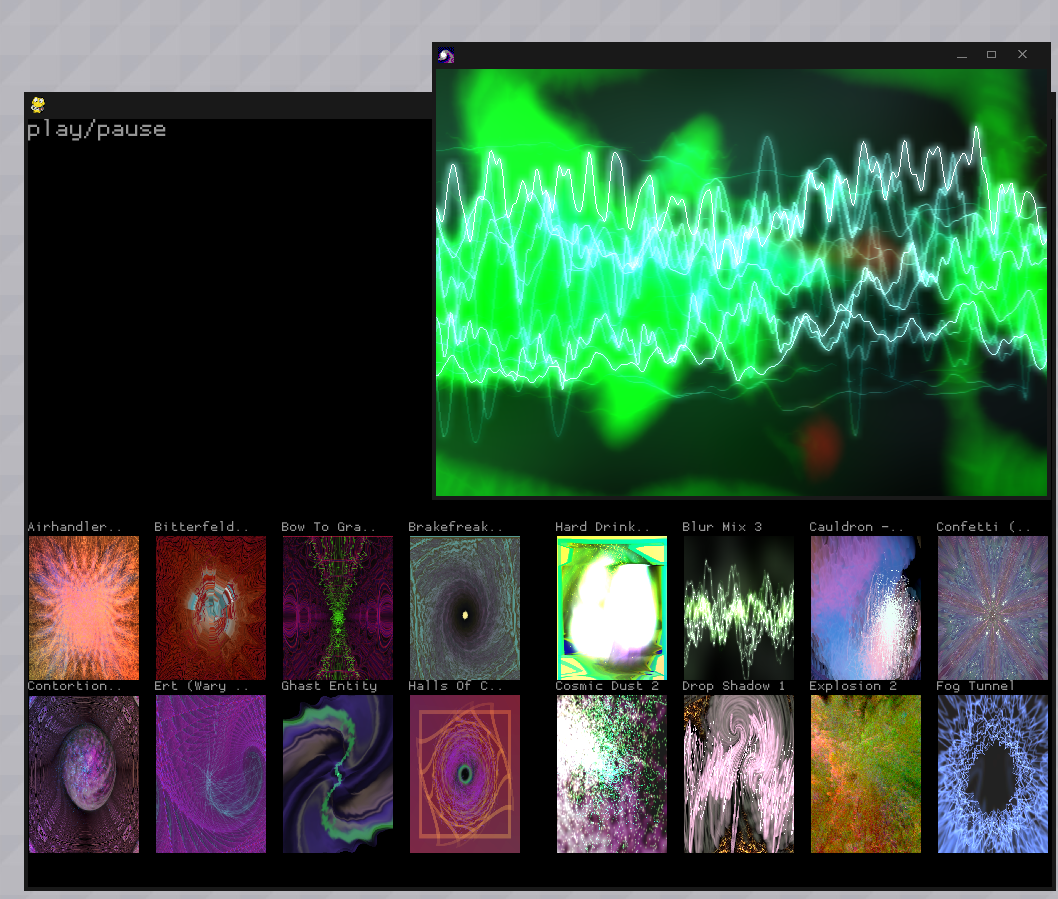 play/pause
Airhandler.. Bitterfeld.. Bow To Gra.. Brakefreak.. Hard Drink.. Blur Mix 3 Cauldron -.. Confetti (..
Contortion.. Ert (Wary .. Ghast Entity Halls Of C.. Cosmic Dust 2 Drop Shadow 1 Explosion 2 Fog Tunnel